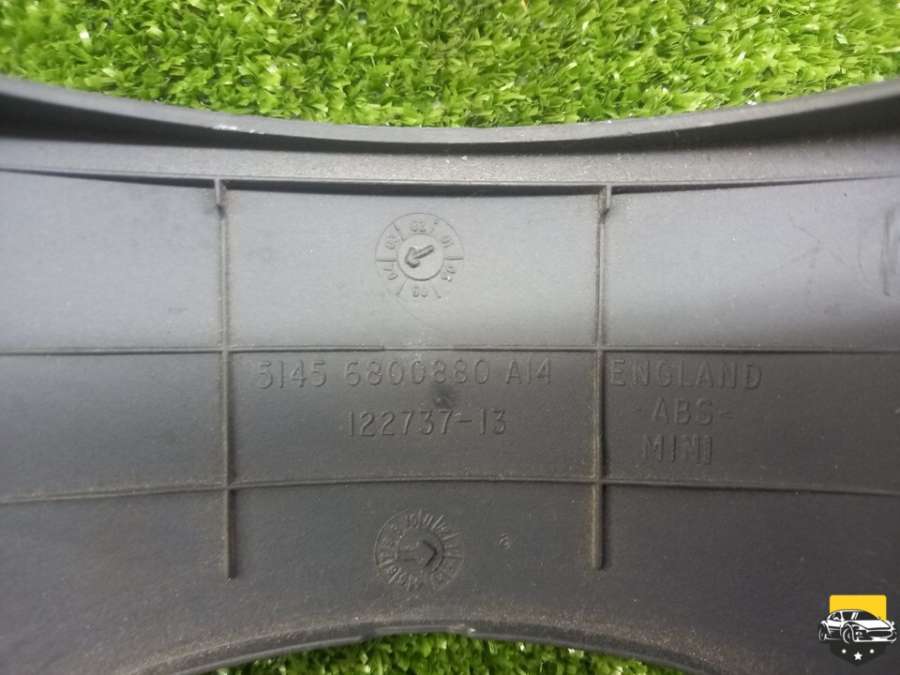 5145 6800880 A14 ENGLAND
122737-13 >ABS<
MINI